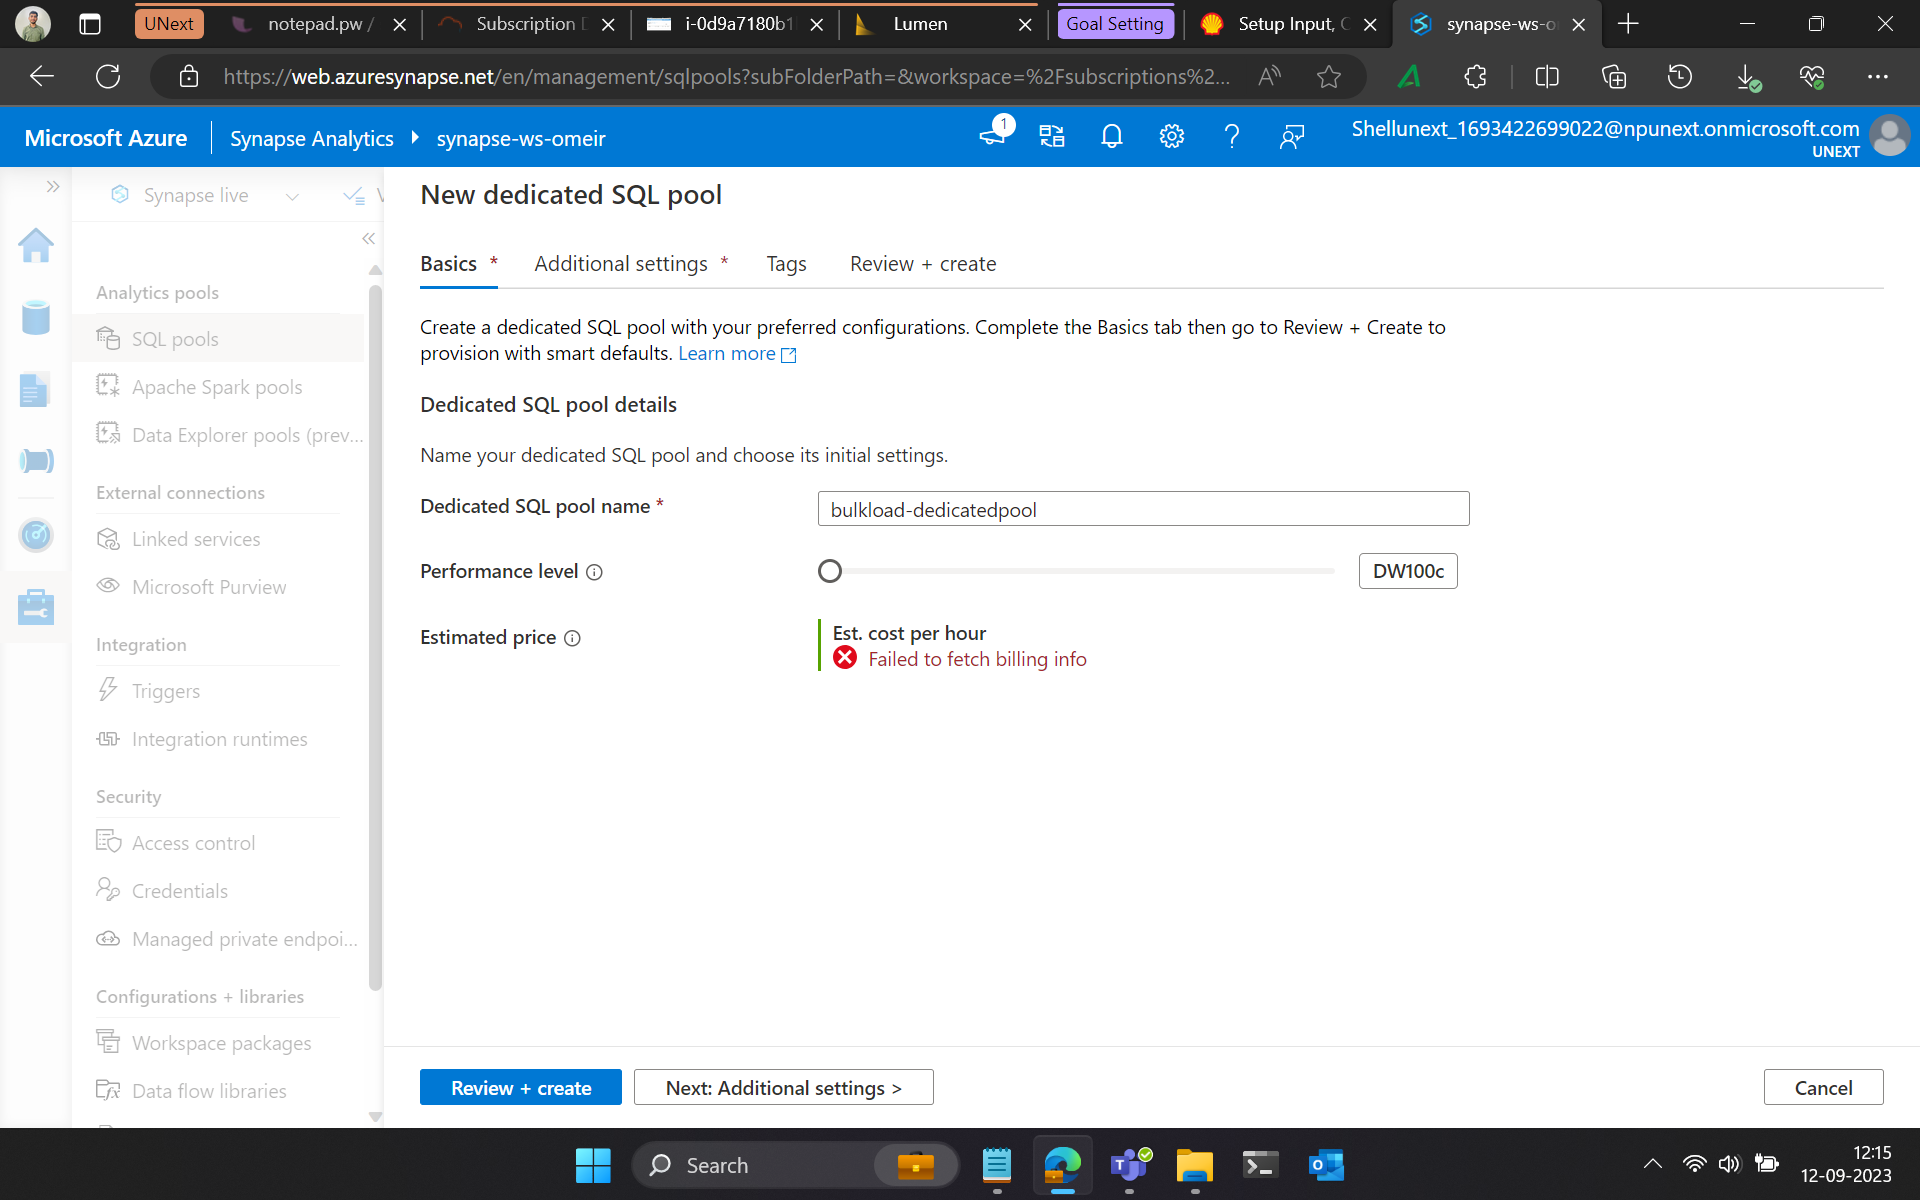 UNext
notepad.pw /
Subscription D
i-0d9a7180b1
Lumen
Goal Setting
Setup Input, C
synapse-ws-o
https://web.azuresynapse.net/en/management/sqlpools?subFolderPath=&workspace=%2Fsubscriptions%2...
Microsoft Azure
Synapse Analytics
synapse-ws-omeir
1
Shellunext_1693422699022@npunext.onmicrosoft.com
UNEXT
Synapse live
V
Analytics pools
SQL pools
Apache Spark pools
Data Explorer pools (prev...
External connections
Linked services
Microsoft Purview
Integration
Triggers
Integration runtimes
Security
Access control
Credentials
Managed private endpoi...
Configurations + libraries
Workspace packages
Data flow libraries
New dedicated SQL pool
Basics *
Additional settings *
Tags
Review + create
Create a dedicated SQL pool with your preferred configurations. Complete the Basics tab then go to Review + Create to
provision with smart defaults. Learn more
Dedicated SQL pool details
Name your dedicated SQL pool and choose its initial settings.
Dedicated SQL pool name *
bulkload-dedicatedpool
Performance level
DW100c
Estimated price
Est. cost per hour
Failed to fetch billing info
Review + create
Next: Additional settings >
Cancel
Search
12:15
12-09-2023